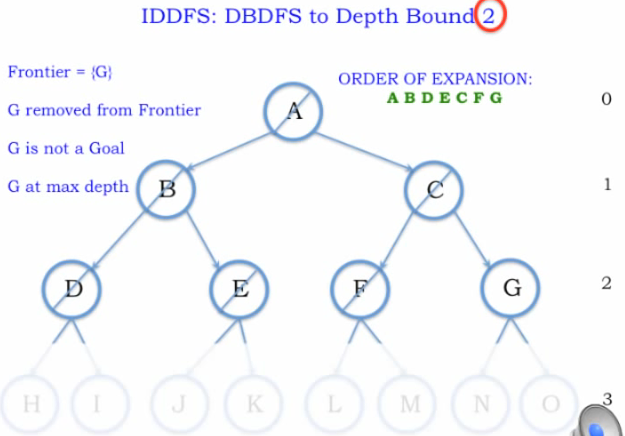 IDDFS: DBDFS to Depth Bound 2
Frontier = {G}
ORDER OF EXPANSION:
A B D E C F G
G removed from Frontier
G is not a Goal
G at max depth
A
0
B
C
1
D
E
F
G
2
H
I
J
K
L
M
N
O
3